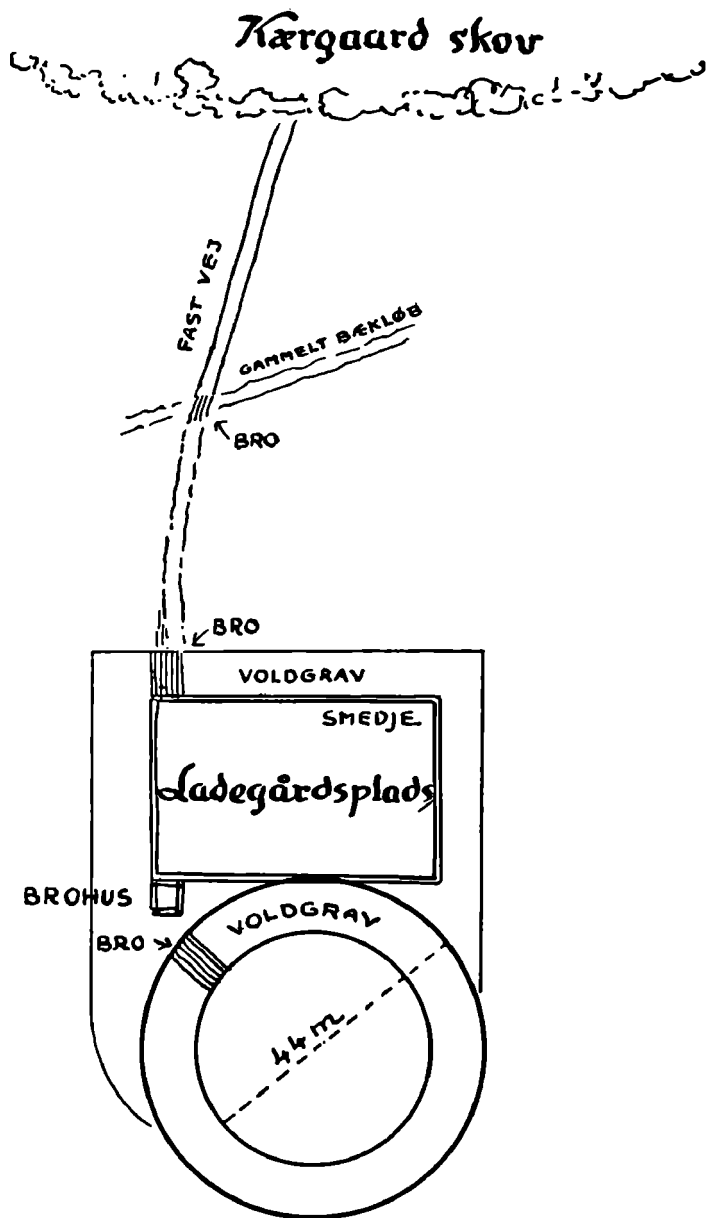 Kærgaard skov
FAST VEJ
GAMMELT BÆKLØB
BRO
BRO
VOLDGRAV
SMEDJE
Ladegårdsplads
BROHUS
VOLDGRAV
BRO
44 m